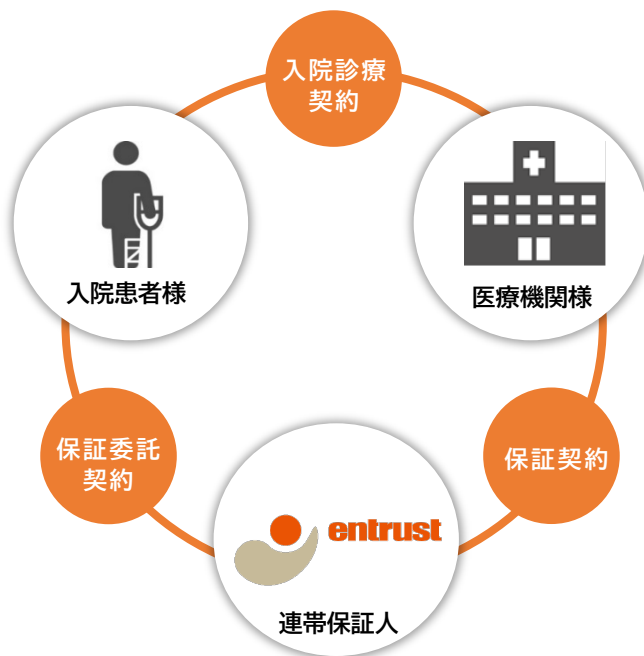 入院診療
契約
入院患者様
医療機関様
保証委託
契約
保証契約
entrust
連帯保証人